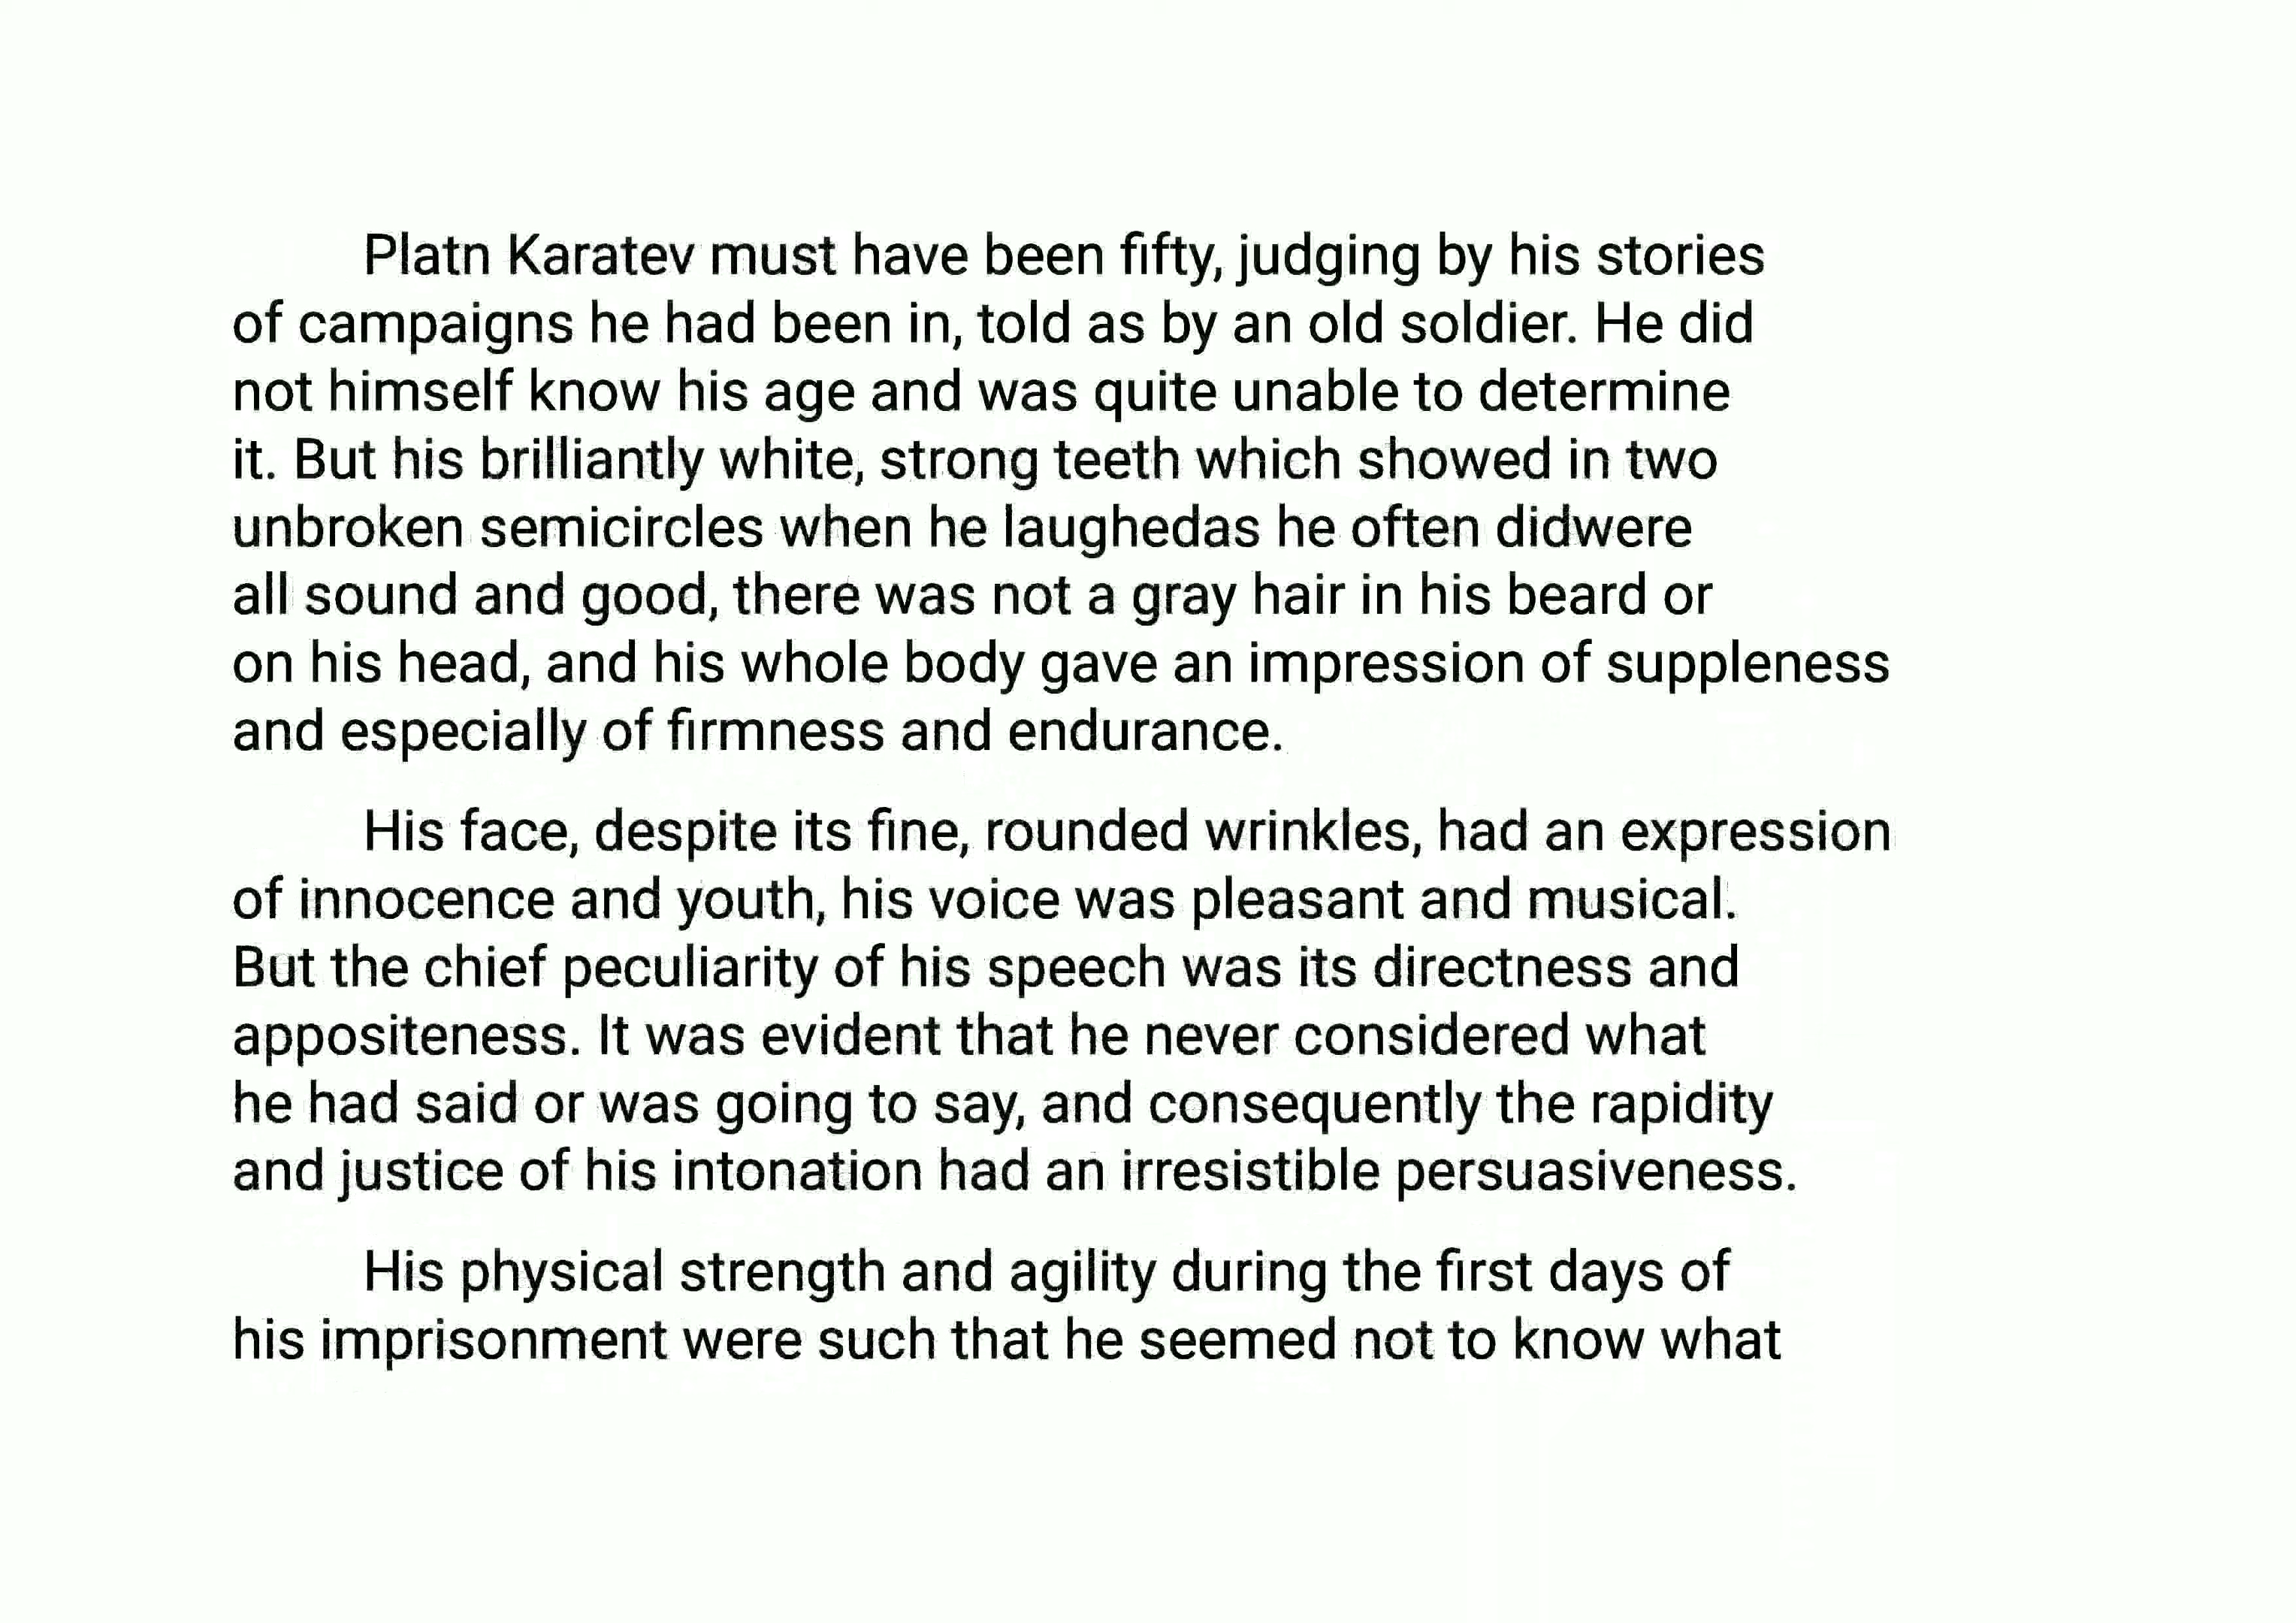 Platn Karatev must have been fifty, judging by his stories
of campaigns he had been in, told as by an old soldier. He did
not himself know his age and was quite unable to determine
it. But his brilliantly white, strong teeth which showed in two
unbroken semicircles when he laughedas he often didwere
all sound and good, there was not a gray hair in his beard or
on his head, and his whole body gave an impression of suppleness
and especially of firmness and endurance.
His face, despite its fine, rounded wrinkles, had an expression
of innocence and youth, his voice was pleasant and musical.
But the chief peculiarity of his speech was its directness and
appositeness. It was evident that he never considered what
he had said or was going to say, and consequently the rapidity
and justice of his intonation had an irresistible persuasiveness.
His physical strength and agility during the first days of
his imprisonment were such that he seemed not to know what